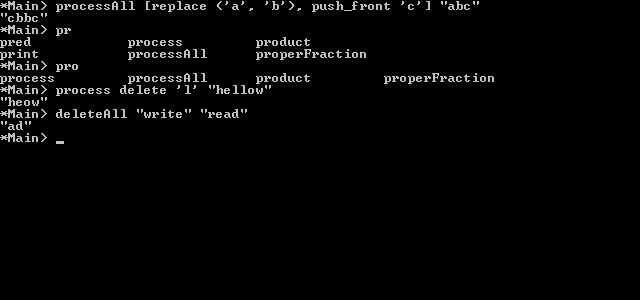 *Main> processAll [replace ('a', 'b'), push_front 'c'] "abc"
"cbbc"
*Main> pr
pred process product
print processAll properFraction
*Main> pro
process processAll product properFraction
*Main> process delete 'l' "hellow"
"heow"
*Main> deleteAll "write" "read"
"ad"
*Main> _